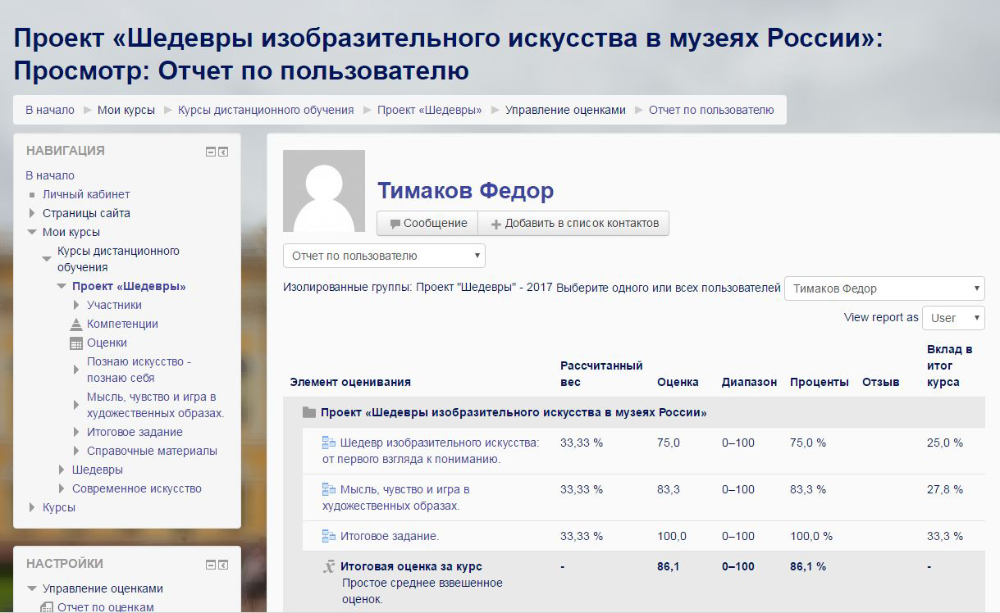 Проект «Шедевры изобразительного искусства в музеях России»:
Просмотр: Отчет по пользователю
В начало Мои курсы Курсы дистанционного обучения Проект «Шедевры» Управление оценками Отчет по пользователю
НАВИГАЦИЯ
В начало
Личный кабинет
Страницы сайта
Мои курсы
Курсы дистанционного
обучения
Проект «Шедевры»
Участники
Компетенции
Оценки
Познаю искусство -
познаю себя
Мысль, чувство и игра в
художественных образах.
Итоговое задание
Справочные материалы
Шедевры
Современное искусство
Курсы
НАСТРОЙКИ
Управление оценками
Отчет по оценкам
Тимаков Федор
Сообщение Добавить в список контактов
Отчет по пользователю
Изолированные группы: Проект "Шедевры" - 2017 Выберите одного или всех пользователей Тимаков Федор
View report as User
Элемент оценивания Рассчитанный вес Оценка Диапазон Проценты Отзыв Вклад в итог курса
Проект «Шедевры изобразительного искусства в музеях России»
Шедевр изобразительного искусства: 33,33 % 75,0 0–100 75,0 % 25,0 %
от первого взгляда к пониманию.
Мысль, чувство и игра в 33,33 % 83,3 0–100 83,3 % 27,8 %
художественных образах.
Итоговое задание. 33,33 % 100,0 0–100 100,0 % 33,3 %
x̄ Итоговая оценка за курс - 86,1 0–100 86,1 % -
Простое среднее взвешенное
оценок.